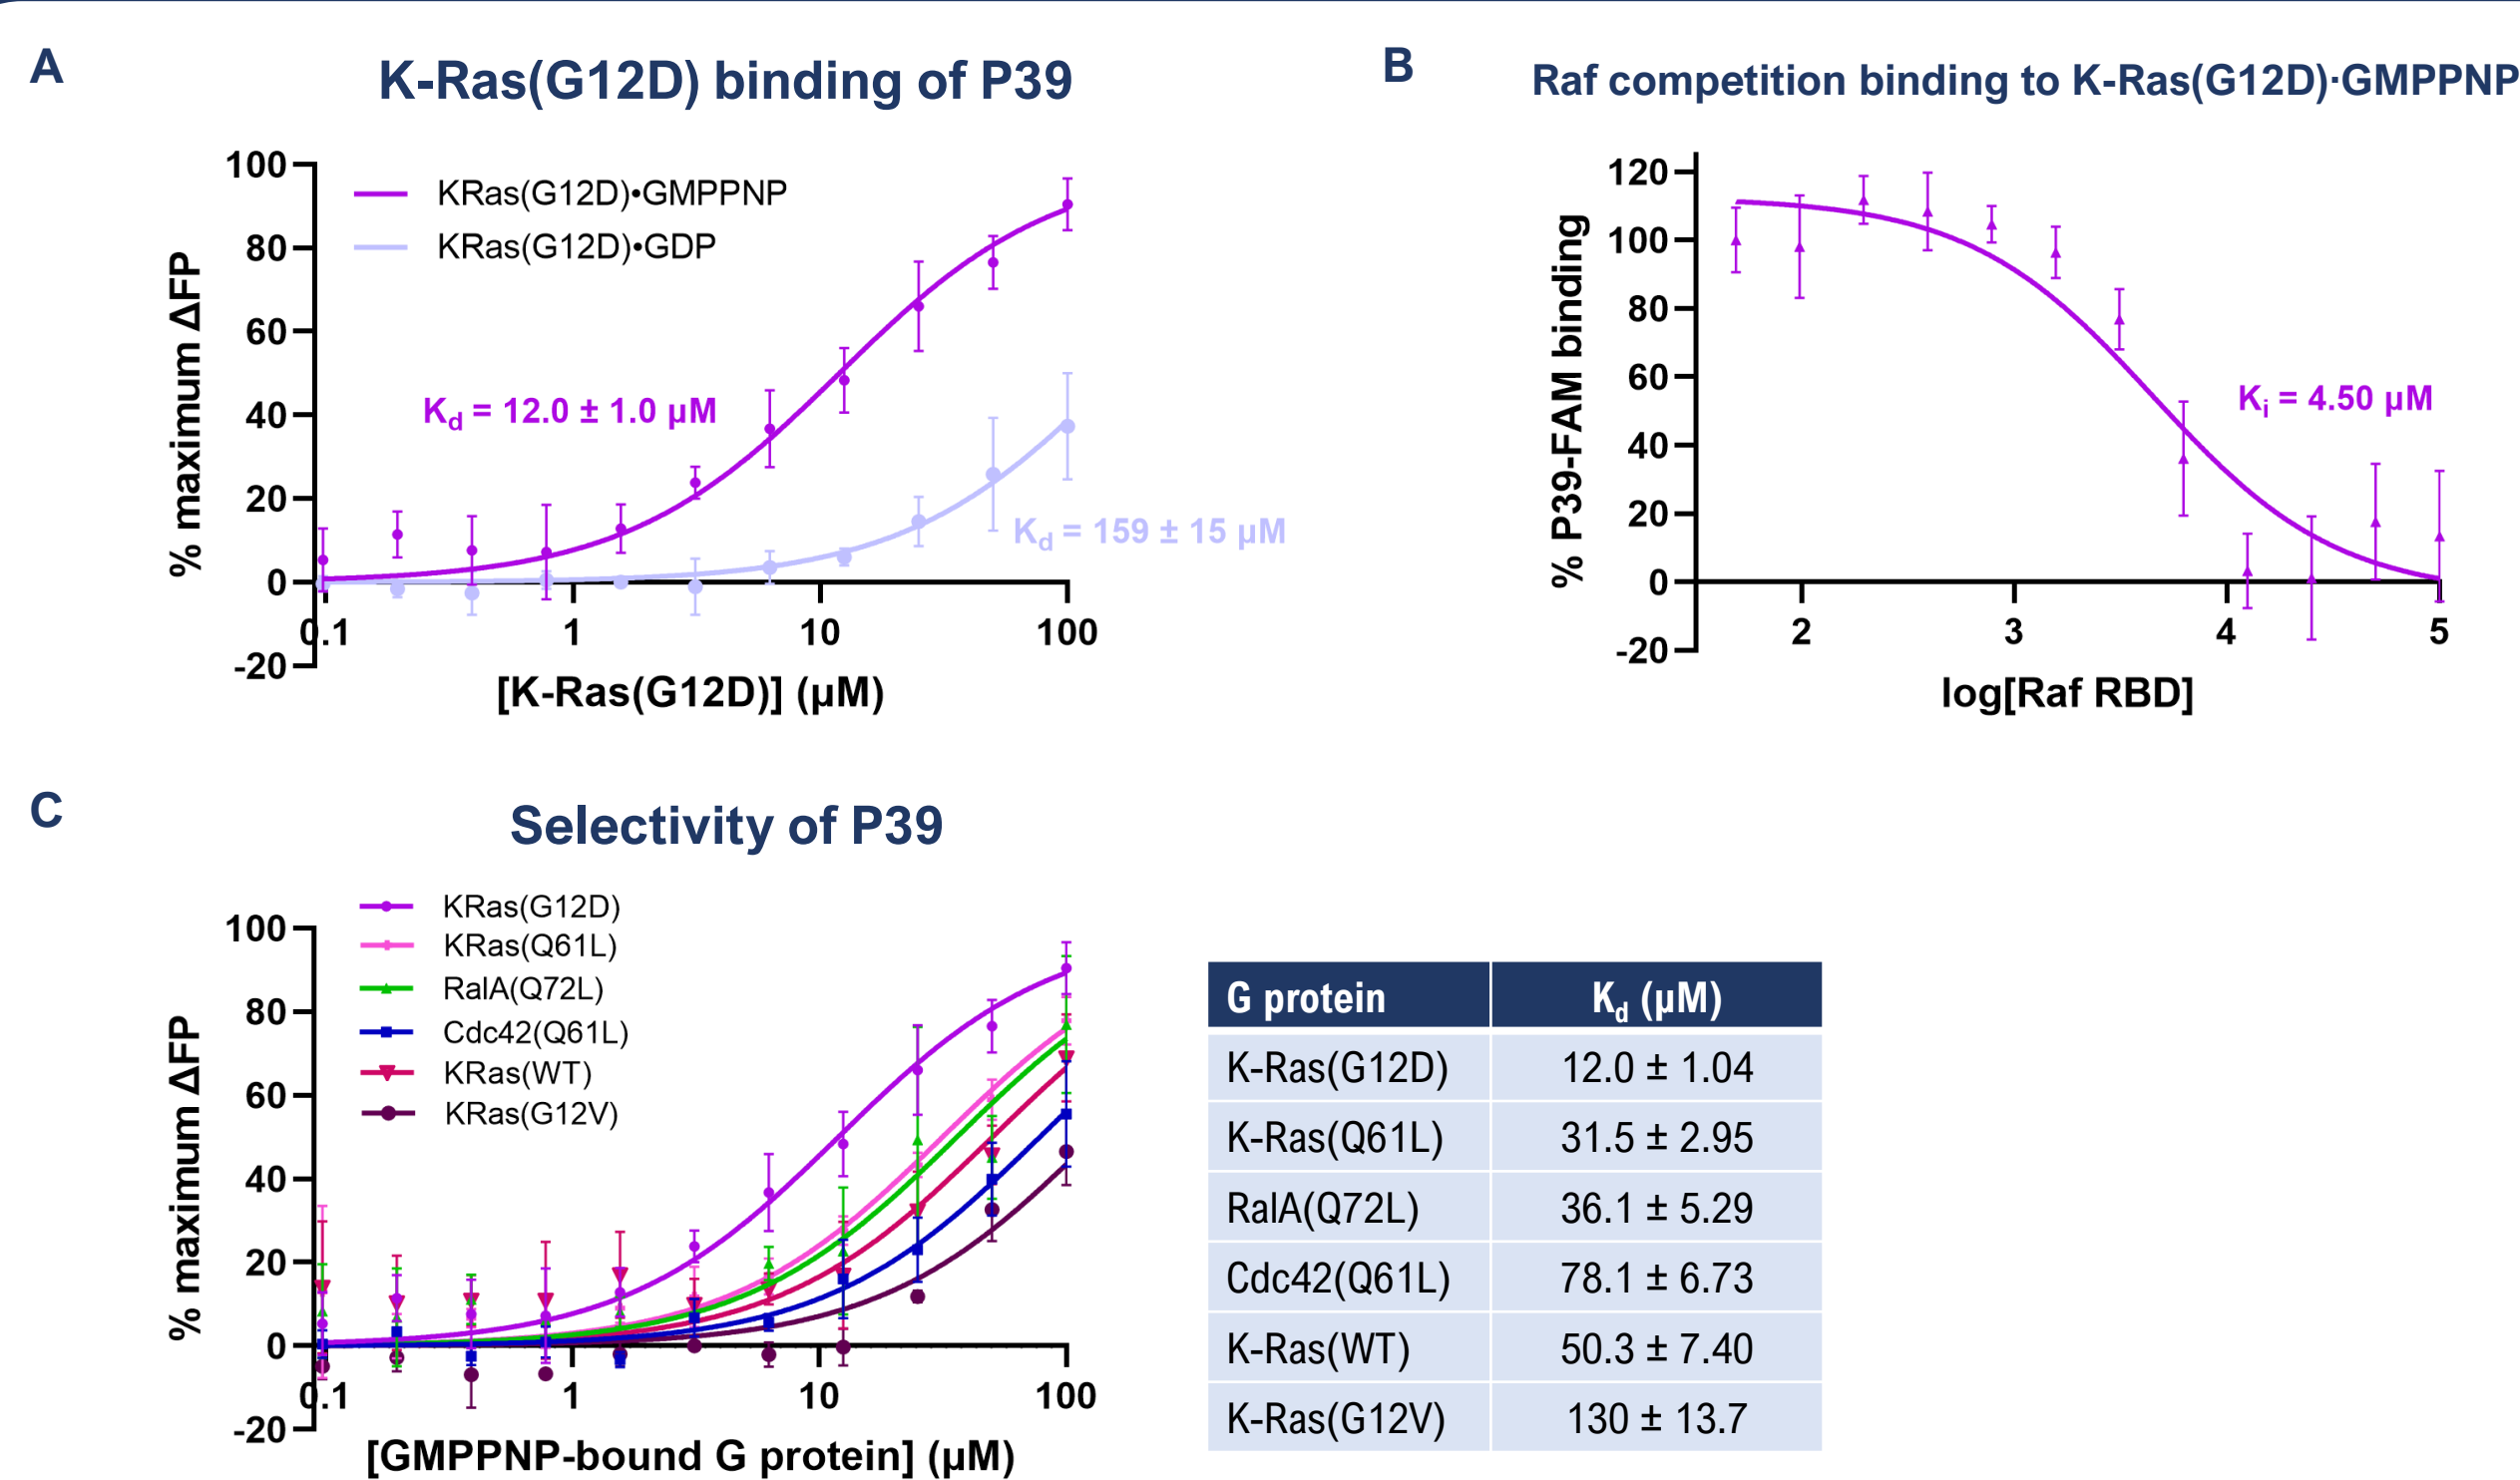 A
K-Ras(G12D) binding of P39
100
80
60
40
20
0
-20
% maximum ΔFP
KRas(G12D)•GMPPNP
KRas(G12D)•GDP
Kd = 12.0 ± 1.0 µM
Kd = 159 ± 15 µM
0.1
1
10
100
[K-Ras(G12D)] (µM)
B
Raf competition binding to K-Ras(G12D)·GMPPNP
120
100
80
60
40
20
0
-20
% P39-FAM binding
Ki = 4.50 µM
2
3
4
5
log[Raf RBD]
C
Selectivity of P39
KRas(G12D)
KRas(Q61L)
RalA(Q72L)
Cdc42(Q61L)
KRas(WT)
KRas(G12V)
100
80
60
40
20
0
-20
% maximum ΔFP
0.1
1
10
100
[GMPPNP-bound G protein] (µM)
G protein Kd (µM)
K-Ras(G12D) 12.0 ± 1.04
K-Ras(Q61L) 31.5 ± 2.95
RalA(Q72L) 36.1 ± 5.29
Cdc42(Q61L) 78.1 ± 6.73
K-Ras(WT) 50.3 ± 7.40
K-Ras(G12V) 130 ± 13.7